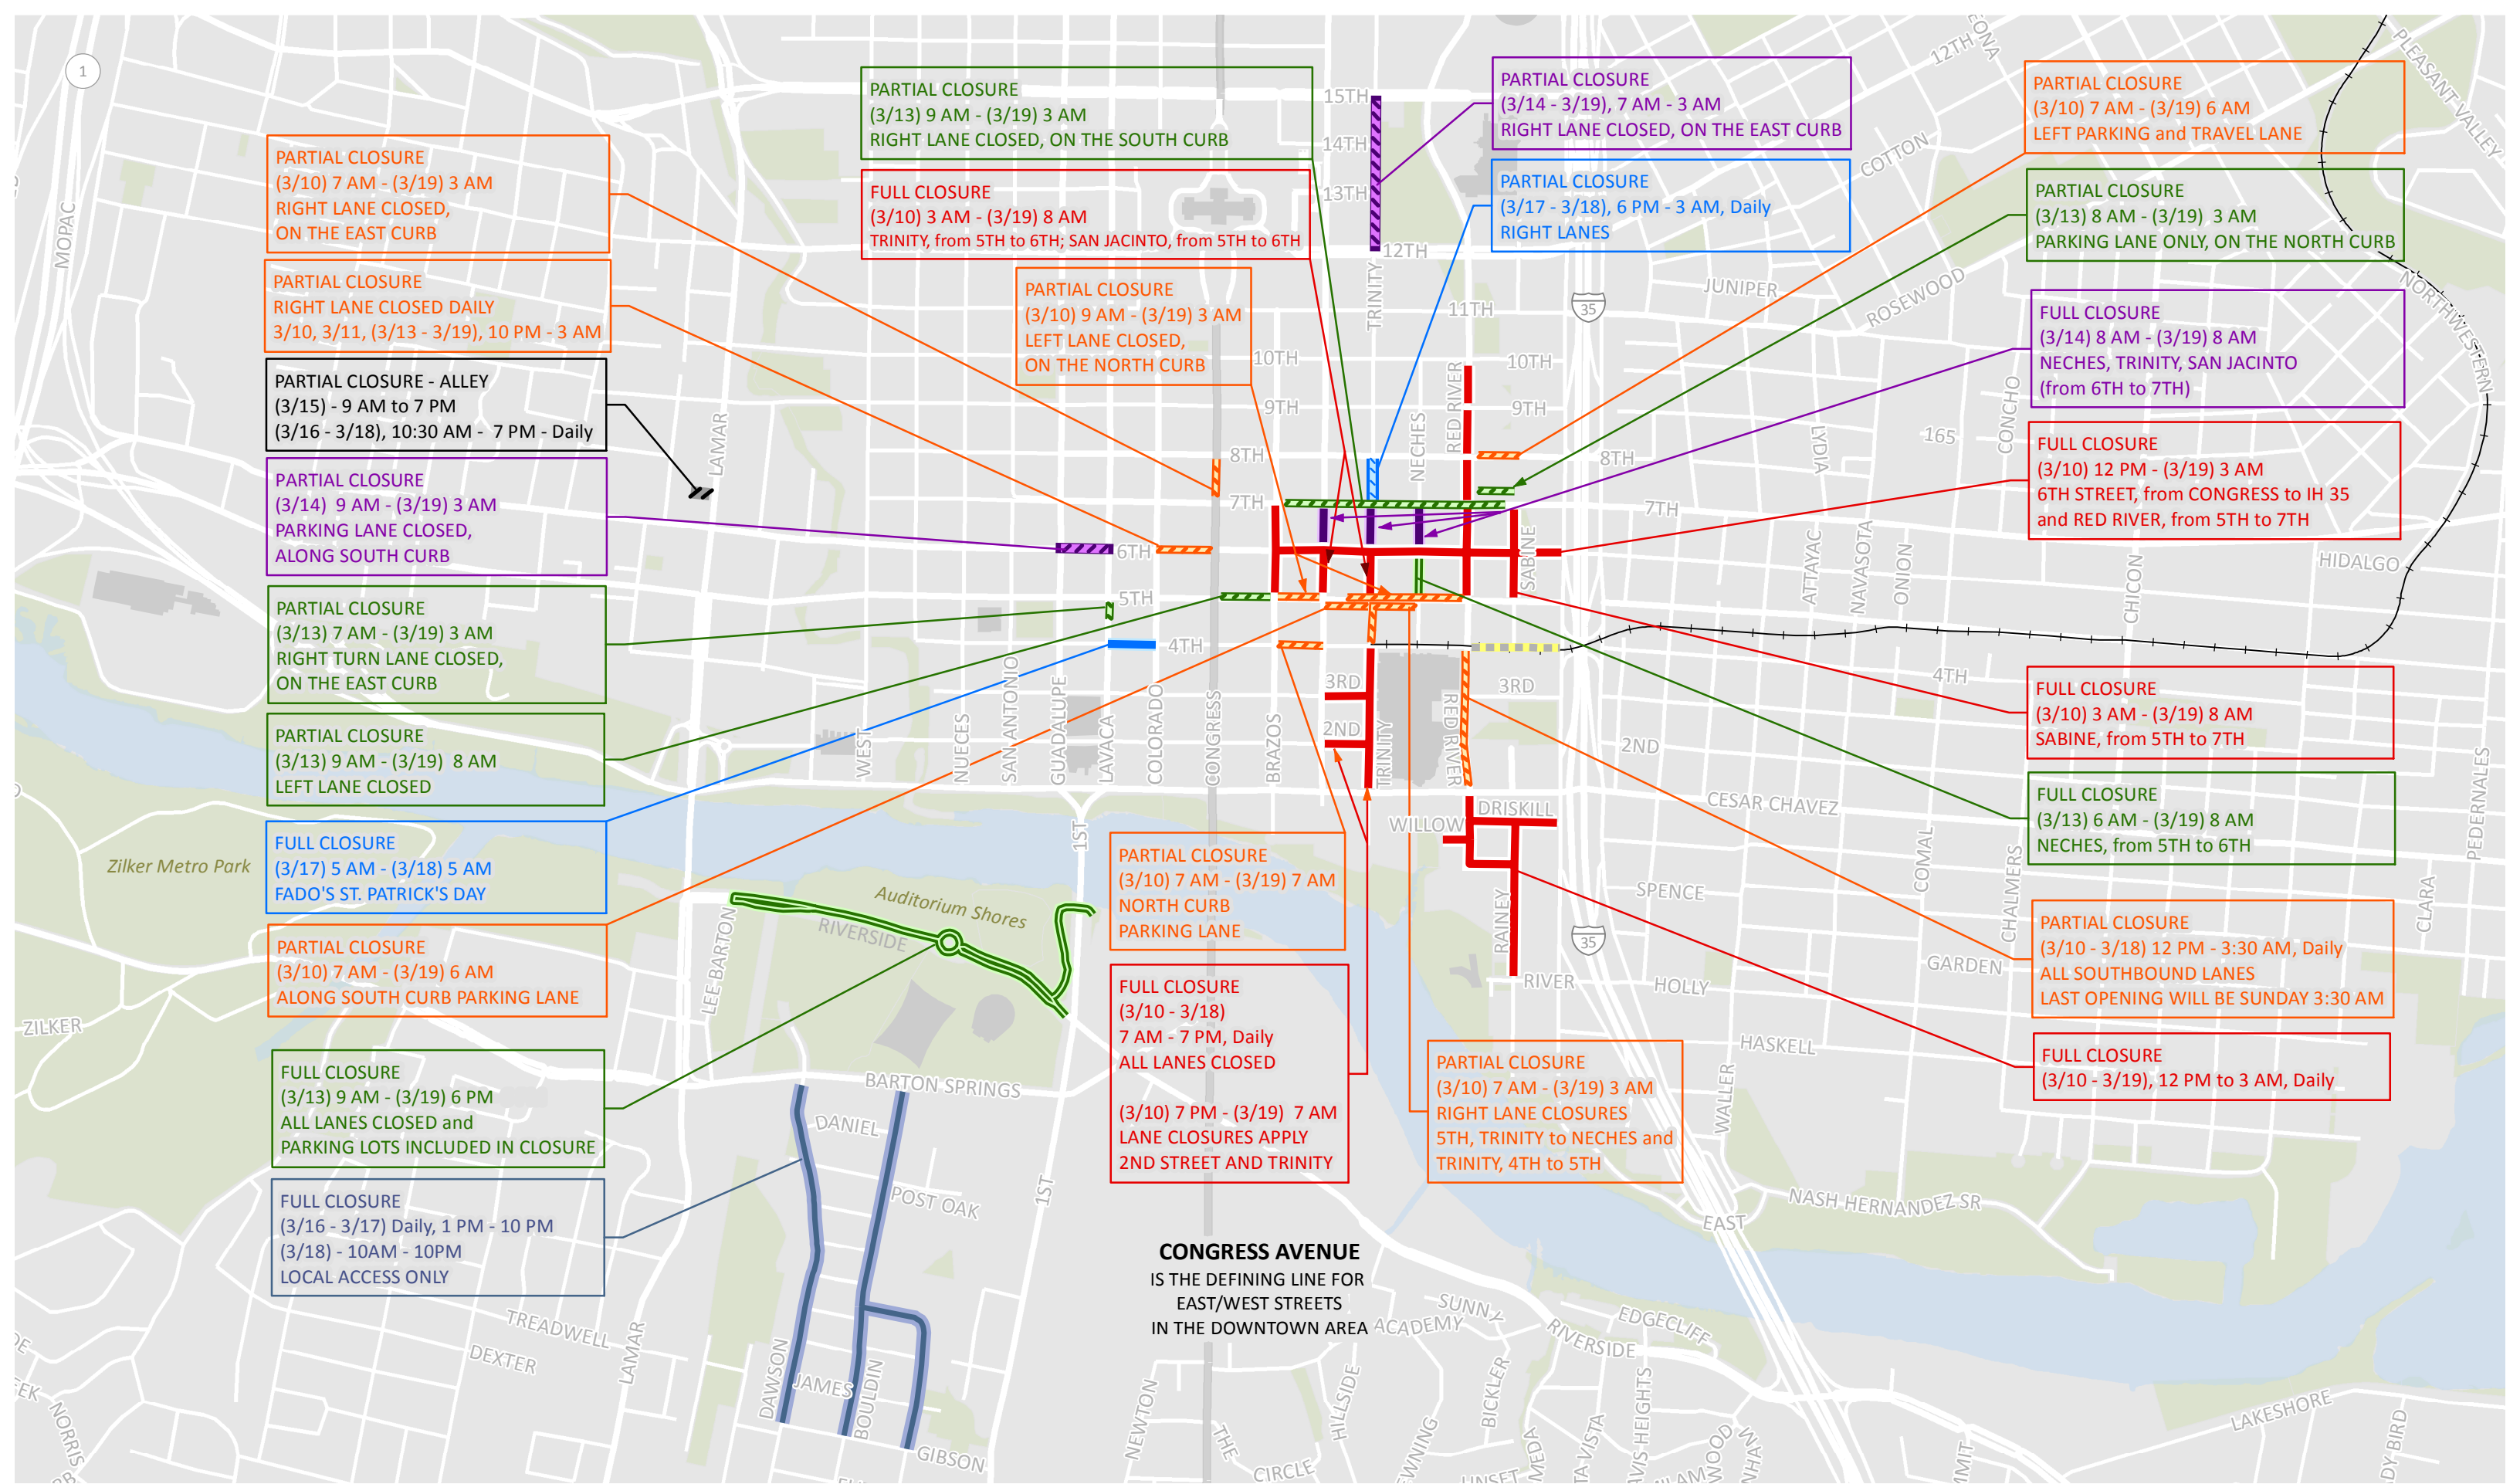 1
PARTIAL CLOSURE
(3/10) 7 AM - (3/19) 3 AM
RIGHT LANE CLOSED,
ON THE EAST CURB
PARTIAL CLOSURE
RIGHT LANE CLOSED DAILY
3/10, 3/11, (3/13 - 3/19), 10 PM - 3 AM
PARTIAL CLOSURE - ALLEY
(3/15) - 9 AM to 7 PM
(3/16 - 3/18), 10:30 AM - 7 PM - Daily
PARTIAL CLOSURE
(3/14) 9 AM - (3/19) 3 AM
PARKING LANE CLOSED,
ALONG SOUTH CURB
PARTIAL CLOSURE
(3/13) 7 AM - (3/19) 3 AM
RIGHT TURN LANE CLOSED,
ON THE EAST CURB
PARTIAL CLOSURE
(3/13) 9 AM - (3/19) 8 AM
LEFT LANE CLOSED
FULL CLOSURE
(3/17) 5 AM - (3/18) 5 AM
FADO'S ST. PATRICK'S DAY
PARTIAL CLOSURE
(3/10) 7 AM - (3/19) 6 AM
ALONG SOUTH CURB PARKING LANE
FULL CLOSURE
(3/13) 9 AM - (3/19) 6 PM
ALL LANES CLOSED and
PARKING LOTS INCLUDED IN CLOSURE
FULL CLOSURE
(3/16 - 3/17) Daily, 1 PM - 10 PM
(3/18) - 10AM - 10PM
LOCAL ACCESS ONLY
PARTIAL CLOSURE
(3/13) 9 AM - (3/19) 3 AM
RIGHT LANE CLOSED, ON THE SOUTH CURB
FULL CLOSURE
(3/10) 3 AM - (3/19) 8 AM
TRINITY, from 5TH to 6TH; SAN JACINTO, from 5TH to 6TH
PARTIAL CLOSURE
(3/10) 9 AM - (3/19) 3 AM
LEFT LANE CLOSED,
ON THE NORTH CURB
PARTIAL CLOSURE
(3/14 - 3/19), 7 AM - 3 AM
RIGHT LANE CLOSED, ON THE EAST CURB
PARTIAL CLOSURE
(3/17 - 3/18), 6 PM - 3 AM, Daily
RIGHT LANES
PARTIAL CLOSURE
(3/10) 7 AM - (3/19) 6 AM
LEFT PARKING and TRAVEL LANE
PARTIAL CLOSURE
(3/13) 8 AM - (3/19) 3 AM
PARKING LANE ONLY, ON THE NORTH CURB
FULL CLOSURE
(3/14) 8 AM - (3/19) 8 AM
NECHES, TRINITY, SAN JACINTO
(from 6TH to 7TH)
FULL CLOSURE
(3/10) 12 PM - (3/19) 3 AM
6TH STREET, from CONGRESS to IH 35
and RED RIVER, from 5TH to 7TH
FULL CLOSURE
(3/10) 3 AM - (3/19) 8 AM
SABINE, from 5TH to 7TH
FULL CLOSURE
(3/13) 6 AM - (3/19) 8 AM
NECHES, from 5TH to 6TH
PARTIAL CLOSURE
(3/10 - 3/18) 12 PM - 3:30 AM, Daily
ALL SOUTHBOUND LANES
LAST OPENING WILL BE SUNDAY 3:30 AM
FULL CLOSURE
(3/10 - 3/19), 12 PM to 3 AM, Daily
PARTIAL CLOSURE
(3/10) 7 AM - (3/19) 7 AM
NORTH CURB
PARKING LANE
FULL CLOSURE
(3/10 - 3/18)
7 AM - 7 PM, Daily
ALL LANES CLOSED
(3/10) 7 PM - (3/19) 7 AM
LANE CLOSURES APPLY
2ND STREET AND TRINITY
PARTIAL CLOSURE
(3/10) 7 AM - (3/19) 3 AM
RIGHT LANE CLOSURES
5TH, TRINITY to NECHES and
TRINITY, 4TH to 5TH
CONGRESS AVENUE
IS THE DEFINING LINE FOR
EAST/WEST STREETS
IN THE DOWNTOWN AREA
MOPAC
LAMAR
15TH
14TH
13TH
12TH
TRINITY
11TH
10TH
10TH
9TH
9TH
8TH
8TH
7TH
7TH
6TH
5TH
4TH
4TH
3RD
3RD
2ND
2ND
RED RIVER
NECHES
SABINE
35
12TH
COTTON
JUNIPER
ROSEWOOD
PLEASANT VALLEY
NORTHWESTERN
LYDIA
165
CONCHO
ATTAYAC
NAVASOTA
ONION
CHICON
HIDALGO
WEST
NUECES
SAN ANTONIO
GUADALUPE
LAVACA
COLORADO
CONGRESS
BRAZOS
TRINITY
RED RIVER
CESAR CHAVEZ
DRISKILL
WILLOW
RAINEY
RIVER
35
SPENCE
COMAL
CHALMERS
PEDERNALES
CLARA
GARDEN
HOLLY
HASKELL
WALLER
NASH HERNANDEZ SR
EAST
Zilker Metro Park
Auditorium Shores
RIVERSIDE
LEE BARTON
1ST
BARTON SPRINGS
ZILKER
DANIEL
POST OAK
1ST
TREADWELL
DEXTER
LAMAR
DAWSON
JAMES
BOULDIN
GIBSON
NORRIS
NEWTON
THE
CIRCLE
HILLSIDE
ACADEMY
SUNNY
BICKLER
RIVERSIDE
EDGECLIFF
LAKESHORE